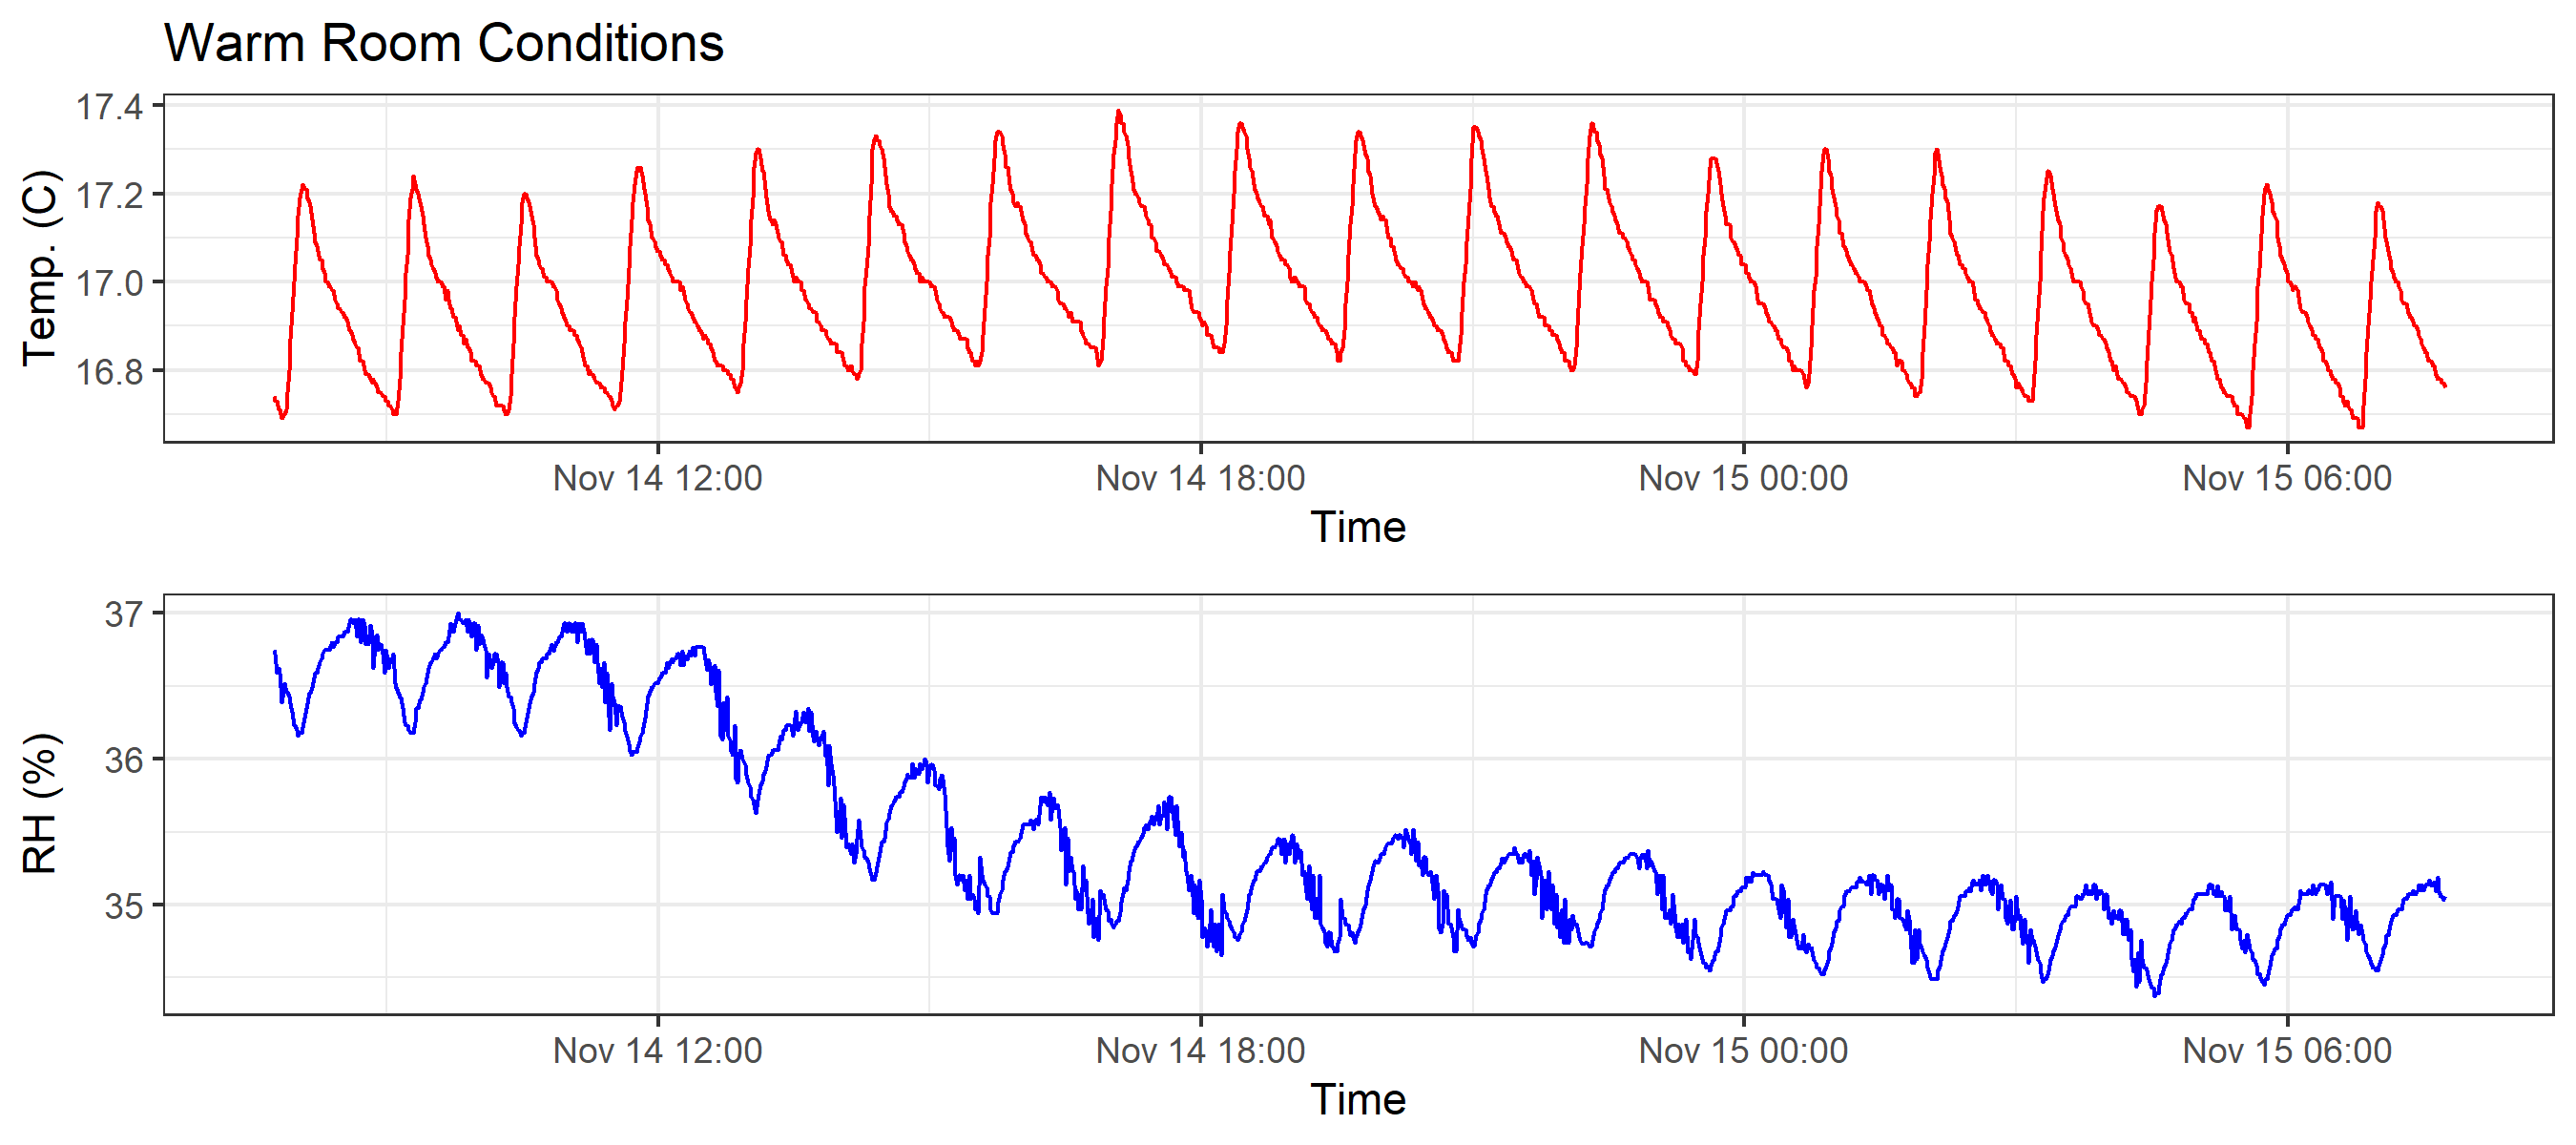 Warm Room Conditions
Temp. (C)
17.4
17.2
17.0
16.8
Nov 14 12:00 Nov 14 18:00 Nov 15 00:00 Nov 15 06:00
Time
RH (%)
37
36
35
Nov 14 12:00 Nov 14 18:00 Nov 15 00:00 Nov 15 06:00
Time